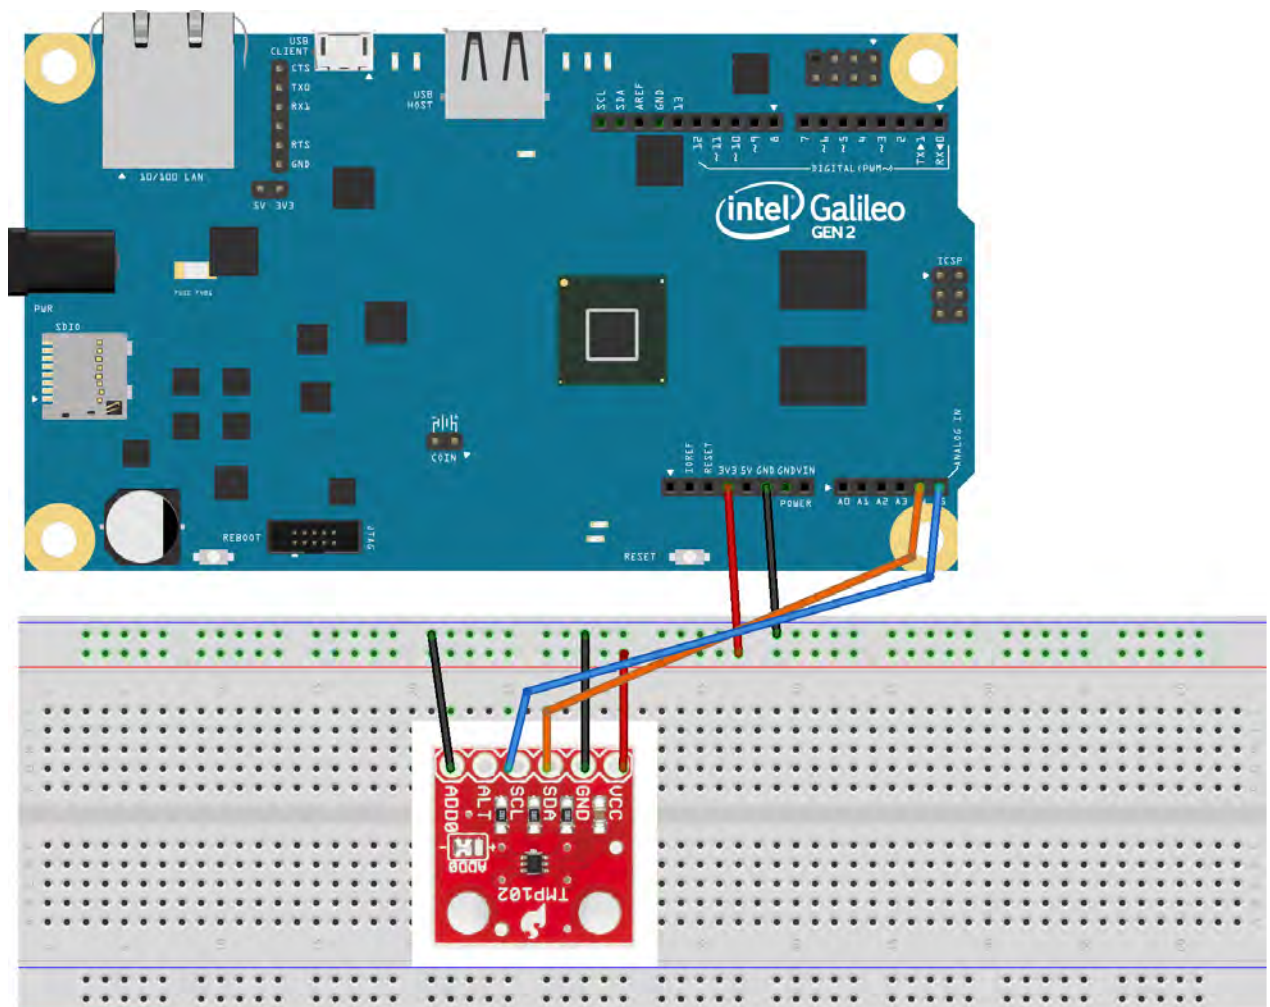 USB
CLIENT
CTS
TXO
RX1
RTS
GND
5V 3V3
10/100 LAN
USB
HOST
SCL
SDA
AREF
GND
13
12
~11
~10
~9
8
7
~6
~5
4
~3
2
TX▶1
RX◀0
DIGITAL (PWM~)
intel Galileo
GEN 2
ICSP
PWR
SDIO
COIN
IOREF
RESET
3V3 5V GND GND VIN
POWER
A0 A1 A2 A3
ANALOG IN
REBOOT
JTAG
RESET
ADD0
ALT
SCL
SDA
GND
VCC
- +
ADD0
TMP102